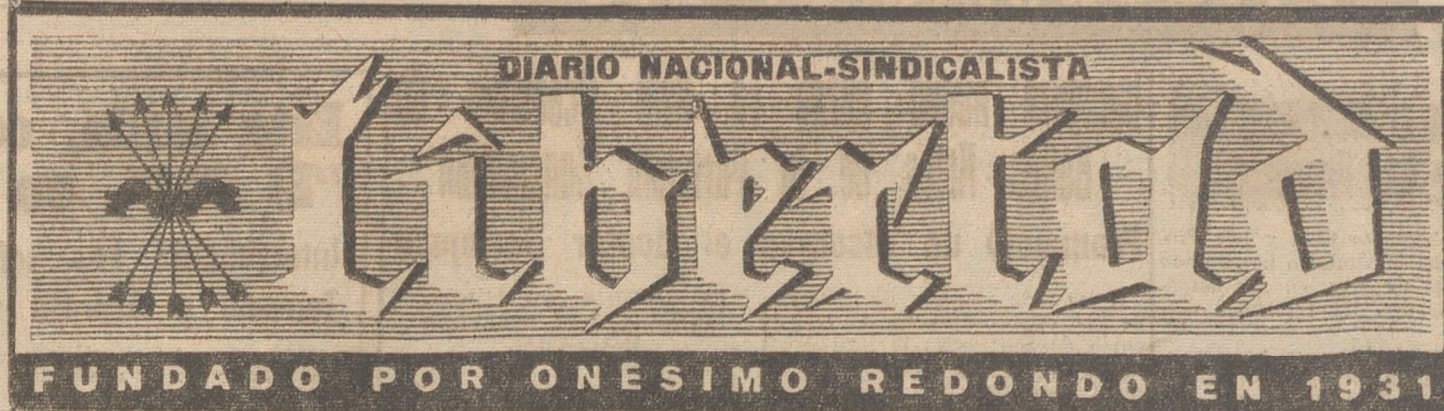 DIARIO NACIONAL-SINDICALISTA
Libertad
FUNDADO POR ONESIMO REDONDO EN 1931